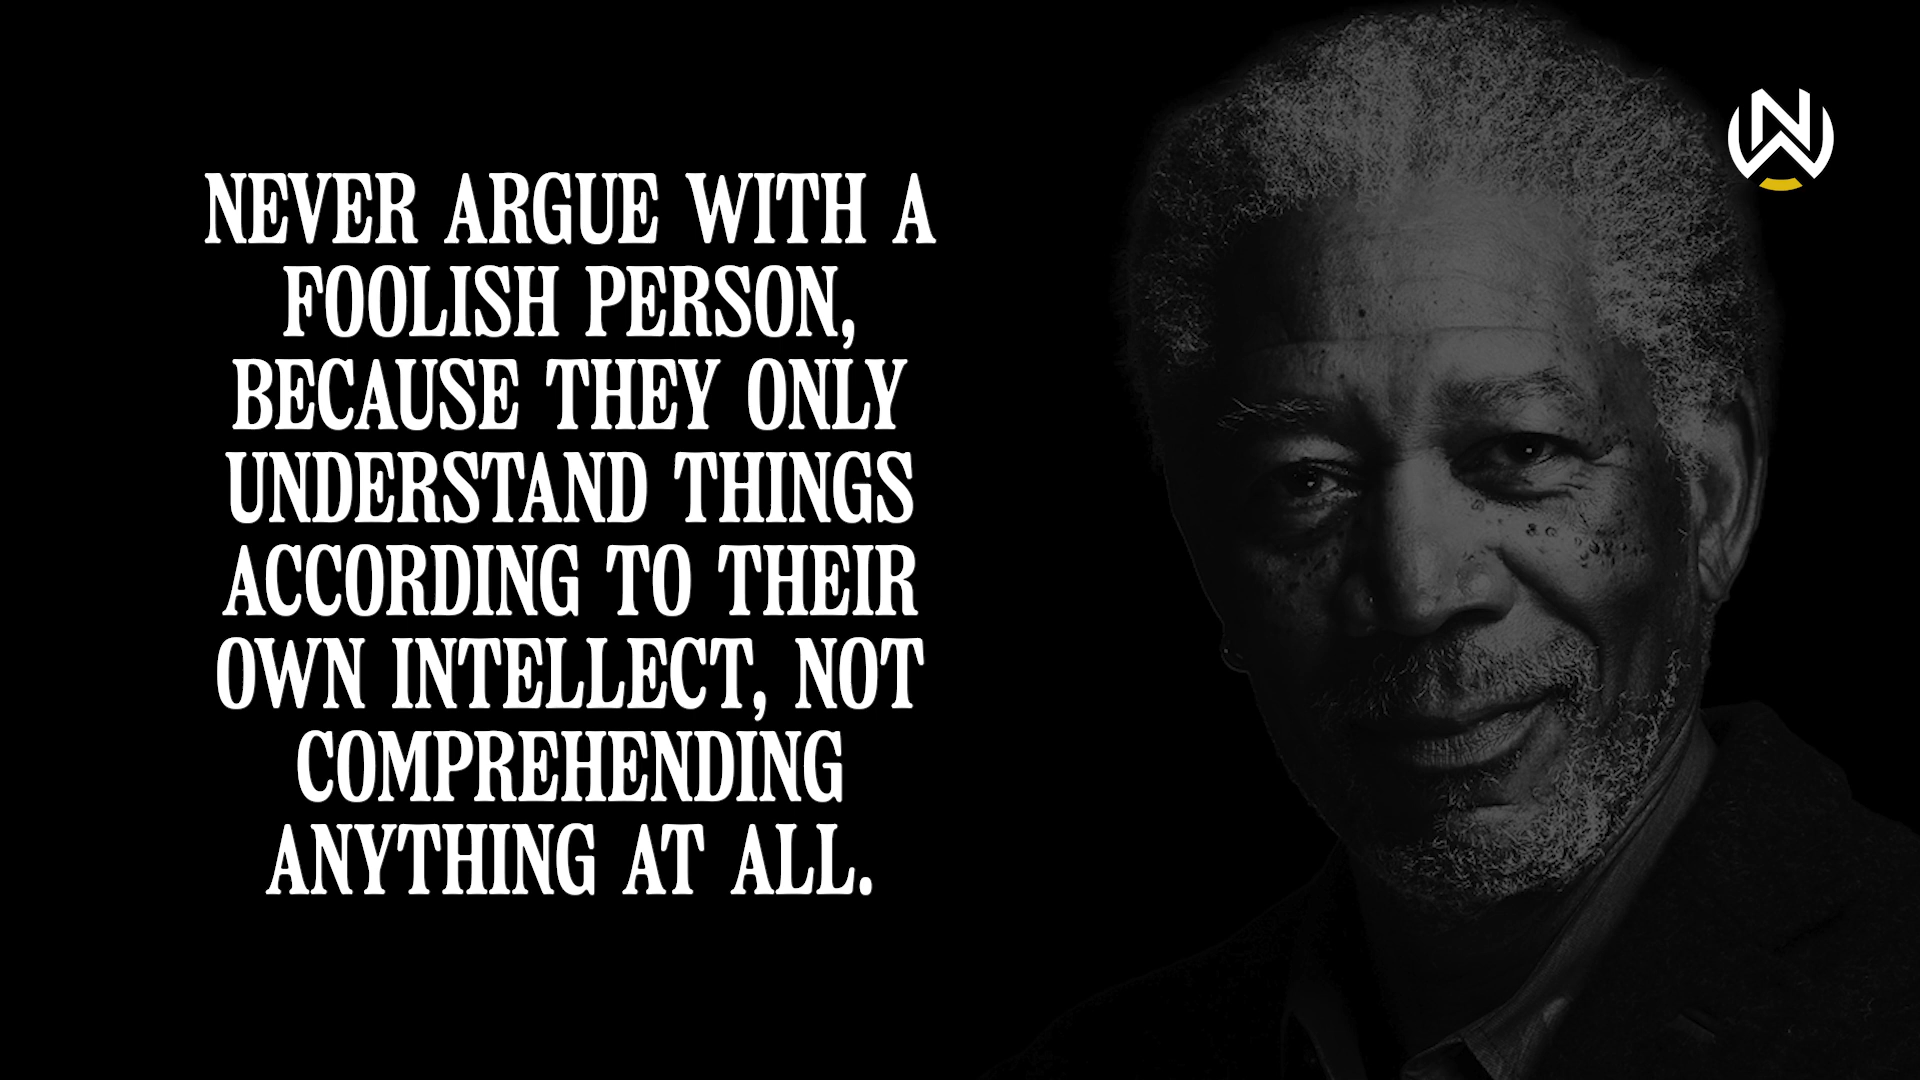 NEVER ARGUE WITH A
FOOLISH PERSON,
BECAUSE THEY ONLY
UNDERSTAND THINGS
ACCORDING TO THEIR
OWN INTELLECT, NOT
COMPREHENDING
ANYTHING AT ALL.